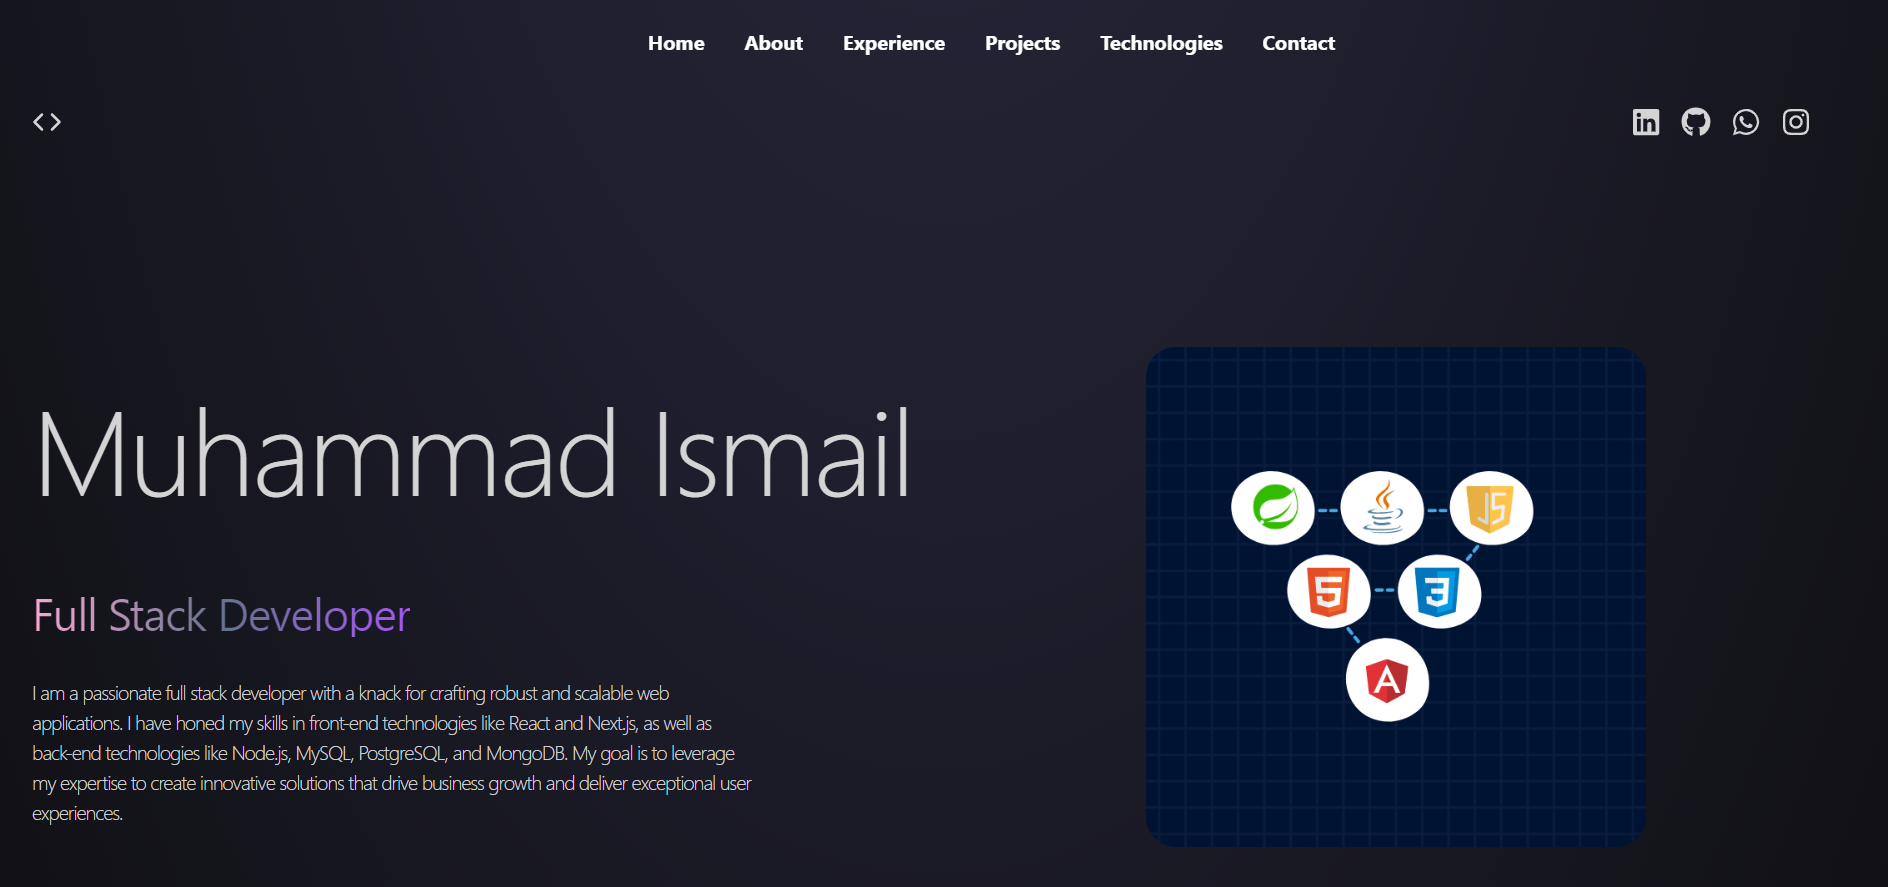 Home About Experience Projects Technologies Contact
Muhammad Ismail
Full Stack Developer
I am a passionate full stack developer with a knack for crafting robust and scalable web
applications. I have honed my skills in front-end technologies like React and Next.js, as well as
back-end technologies like Node.js, MySQL, PostgreSQL, and MongoDB. My goal is to leverage
my expertise to create innovative solutions that drive business growth and deliver exceptional user
experiences.
JS
5
3
A